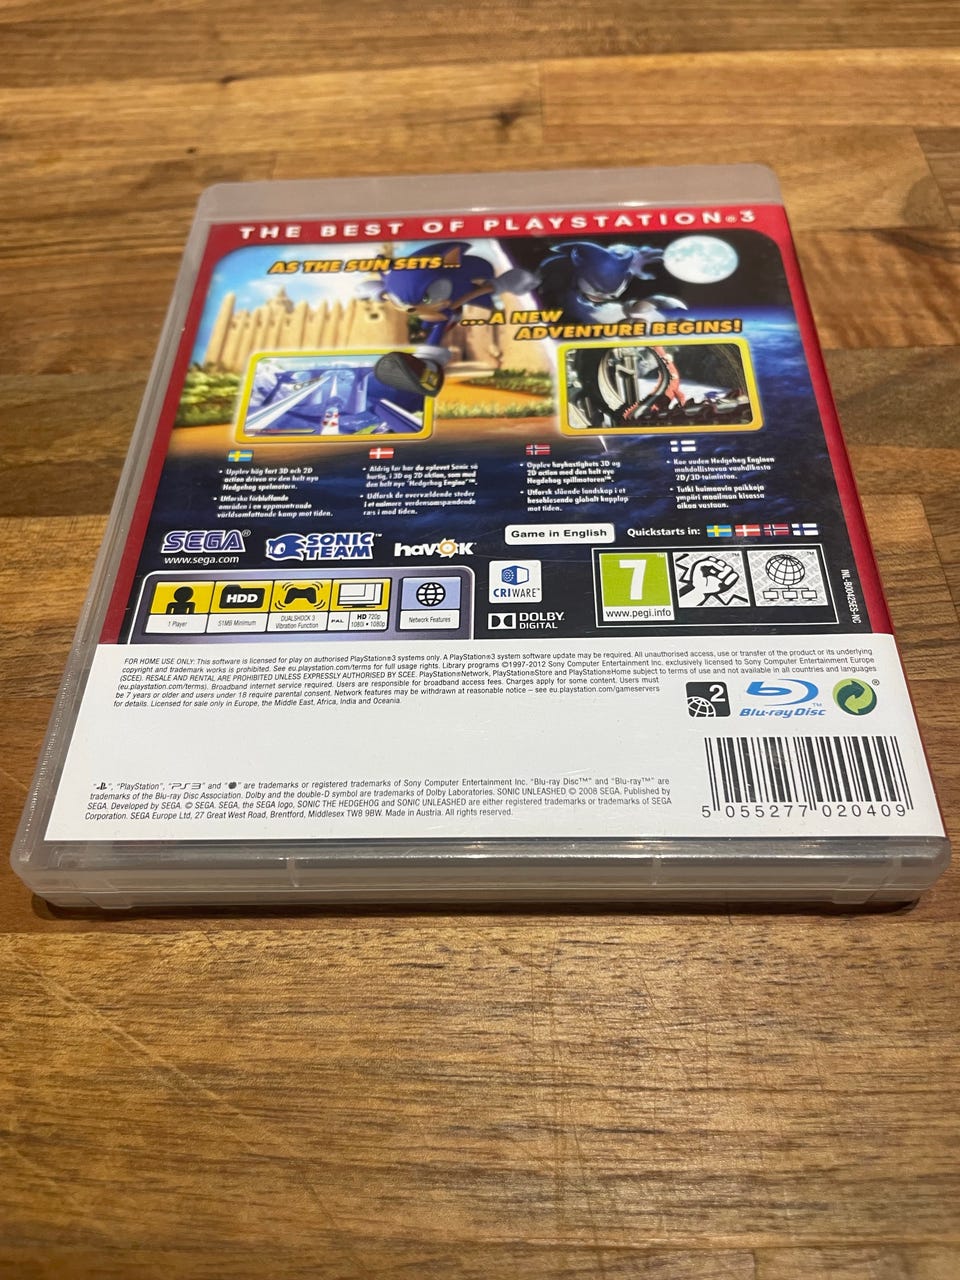 THE BEST OF PLAYSTATION®3
AS THE SUN SETS...
...A NEW
ADVENTURE BEGINS!
• Upplev hög fart 3D och 2D
action driven av den helt nya
Hedgehog spelmotorn.
• Utforska förbluffande
områden i en uppmuntrande
världsomfattande kamp mot tiden.
• Aldrig før har du oplevet Sonic så
hurtig, i 3D og 2D aktion, som med
den helt nye "Hedgehog Engine"™.
• Udforsk de overvældende steder
i et nervøst verdensomspændende
ræs i mod tiden.
• Opplev høyhastighets 3D og
2D action med den helt nye
Hegdehog spillmotoren™.
• Utforsk slående landskap i et
heseblesende globalt kappløp
mot tiden.
• Koe uuden Hedgehog Enginen
mahdollistavaa vauhdikasta
2D/3D-toimintaa.
• Tutki huimaavia paikkoja
ympäri maailman kisassa
aikaa vastaan.
SEGA®
www.sega.com
SONIC
TEAM™
havok
Game in English
Quickstarts in:
1 Player
HDD
51MB Minimum
DUALSHOCK 3
Vibration Function
PAL
HD 720p
1080i • 1080p
Network Features
CRIWARE™
DOLBY
DIGITAL
7
www.pegi.info
INL-B00425ES-NC
FOR HOME USE ONLY: This software is licensed for play on authorised PlayStation®3 systems only. A PlayStation®3 system software update may be required. All unauthorised access, use or transfer of the product or its underlying
copyright and trademark works is prohibited. See eu.playstation.com/terms for full usage rights. Library programs ©1997-2012 Sony Computer Entertainment Inc. exclusively licensed to Sony Computer Entertainment Europe
(SCEE). RESALE AND RENTAL ARE PROHIBITED UNLESS EXPRESSLY AUTHORISED BY SCEE. PlayStation®Network, PlayStation®Store and PlayStation®Home subject to terms of use and not available in all countries and languages
(eu.playstation.com/terms). Broadband internet service required. Users are responsible for broadband access fees. Charges apply for some content. Users must
be 7 years or older and users under 18 require parental consent. Network features may be withdrawn at reasonable notice – see eu.playstation.com/gameservers
for details. Licensed for sale only in Europe, the Middle East, Africa, India and Oceania.
2
Blu-ray Disc™
®
"", "PlayStation", "PS3" and "" are trademarks or registered trademarks of Sony Computer Entertainment Inc. "Blu-ray Disc™" and "Blu-ray™" are
trademarks of the Blu-ray Disc Association. Dolby and the double-D symbol are trademarks of Dolby Laboratories. SONIC UNLEASHED © 2008 SEGA. Published by
SEGA. Developed by SEGA. © SEGA. SEGA, the SEGA logo, SONIC THE HEDGEHOG and SONIC UNLEASHED are either registered trademarks or trademarks of SEGA
Corporation. SEGA Europe Ltd, 27 Great West Road, Brentford, Middlesex TW8 9BW. Made in Austria. All rights reserved.
5 055277 020409